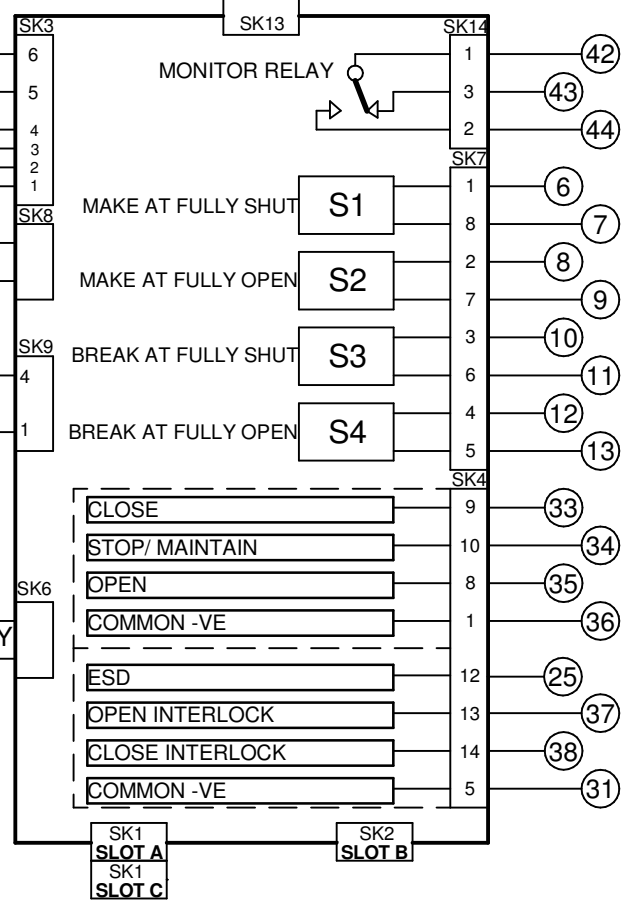 SK3
SK13
SK14
6
MONITOR RELAY
1
42
5
3
43
4
2
44
3
2
1
SK7
MAKE AT FULLY SHUT
S1
1
6
8
7
SK8
MAKE AT FULLY OPEN
S2
2
8
7
9
SK9
BREAK AT FULLY SHUT
S3
3
10
4
6
11
BREAK AT FULLY OPEN
S4
4
12
1
5
13
SK4
CLOSE
9
33
STOP/ MAINTAIN
10
34
SK6
OPEN
8
35
COMMON -VE
1
36
Y
ESD
12
25
OPEN INTERLOCK
13
37
CLOSE INTERLOCK
14
38
COMMON -VE
5
31
SK1
SLOT A
SK1
SLOT C
SK2
SLOT B